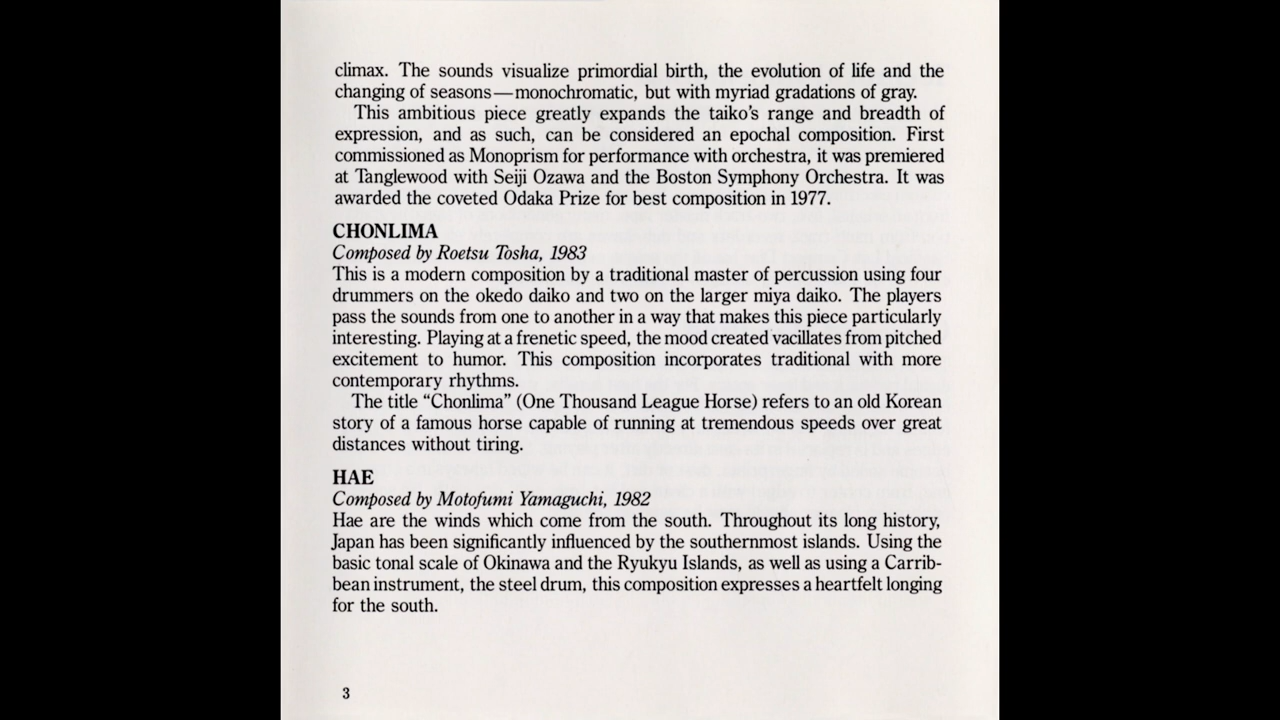 climax. The sounds visualize primordial birth, the evolution of life and the
changing of seasons—monochromatic, but with myriad gradations of gray.
This ambitious piece greatly expands the taiko's range and breadth of
expression, and as such, can be considered an epochal composition. First
commissioned as Monoprism for performance with orchestra, it was premiered
at Tanglewood with Seiji Ozawa and the Boston Symphony Orchestra. It was
awarded the coveted Odaka Prize for best composition in 1977.
CHONLIMA
Composed by Roetsu Tosha, 1983
This is a modern composition by a traditional master of percussion using four
drummers on the okedo daiko and two on the larger miya daiko. The players
pass the sounds from one to another in a way that makes this piece particularly
interesting. Playing at a frenetic speed, the mood created vacillates from pitched
excitement to humor. This composition incorporates traditional with more
contemporary rhythms.
The title “Chonlima” (One Thousand League Horse) refers to an old Korean
story of a famous horse capable of running at tremendous speeds over great
distances without tiring.
HAE
Composed by Motofumi Yamaguchi, 1982
Hae are the winds which come from the south. Throughout its long history,
Japan has been significantly influenced by the southernmost islands. Using the
basic tonal scale of Okinawa and the Ryukyu Islands, as well as using a Carrib-
bean instrument, the steel drum, this composition expresses a heartfelt longing
for the south.
3